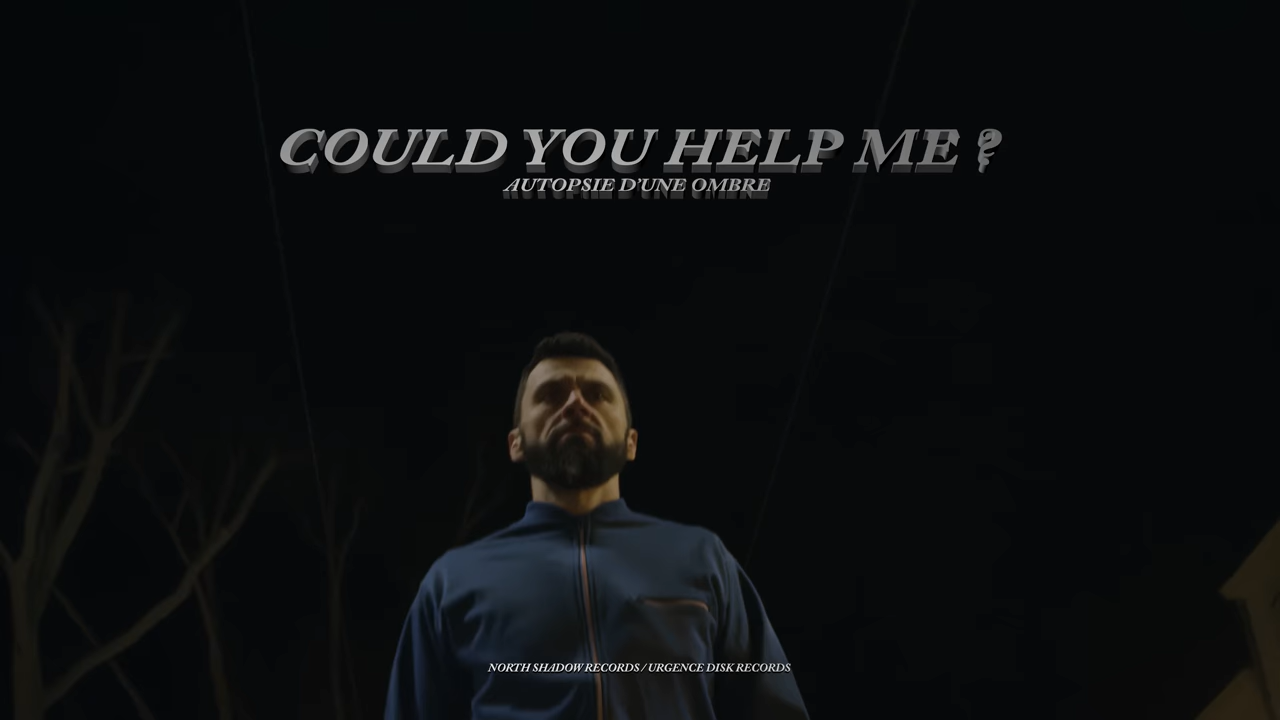 COULD YOU HELP ME ?
AUTOPSIE D'UNE OMBRE
NORTH SHADOW RECORDS / URGENCE DISK RECORDS